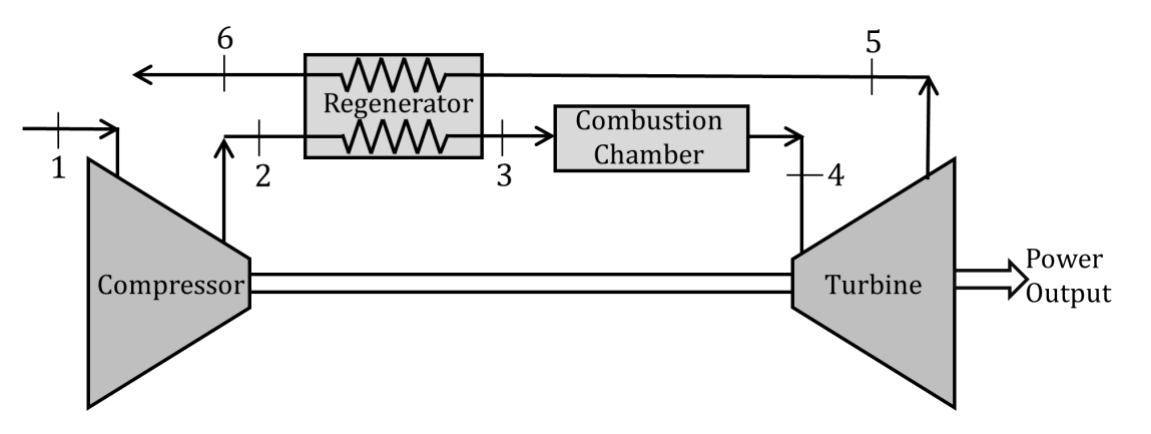 6
5
Regenerator
Combustion
Chamber
1
2
3
4
Compressor
Turbine
Power
Output